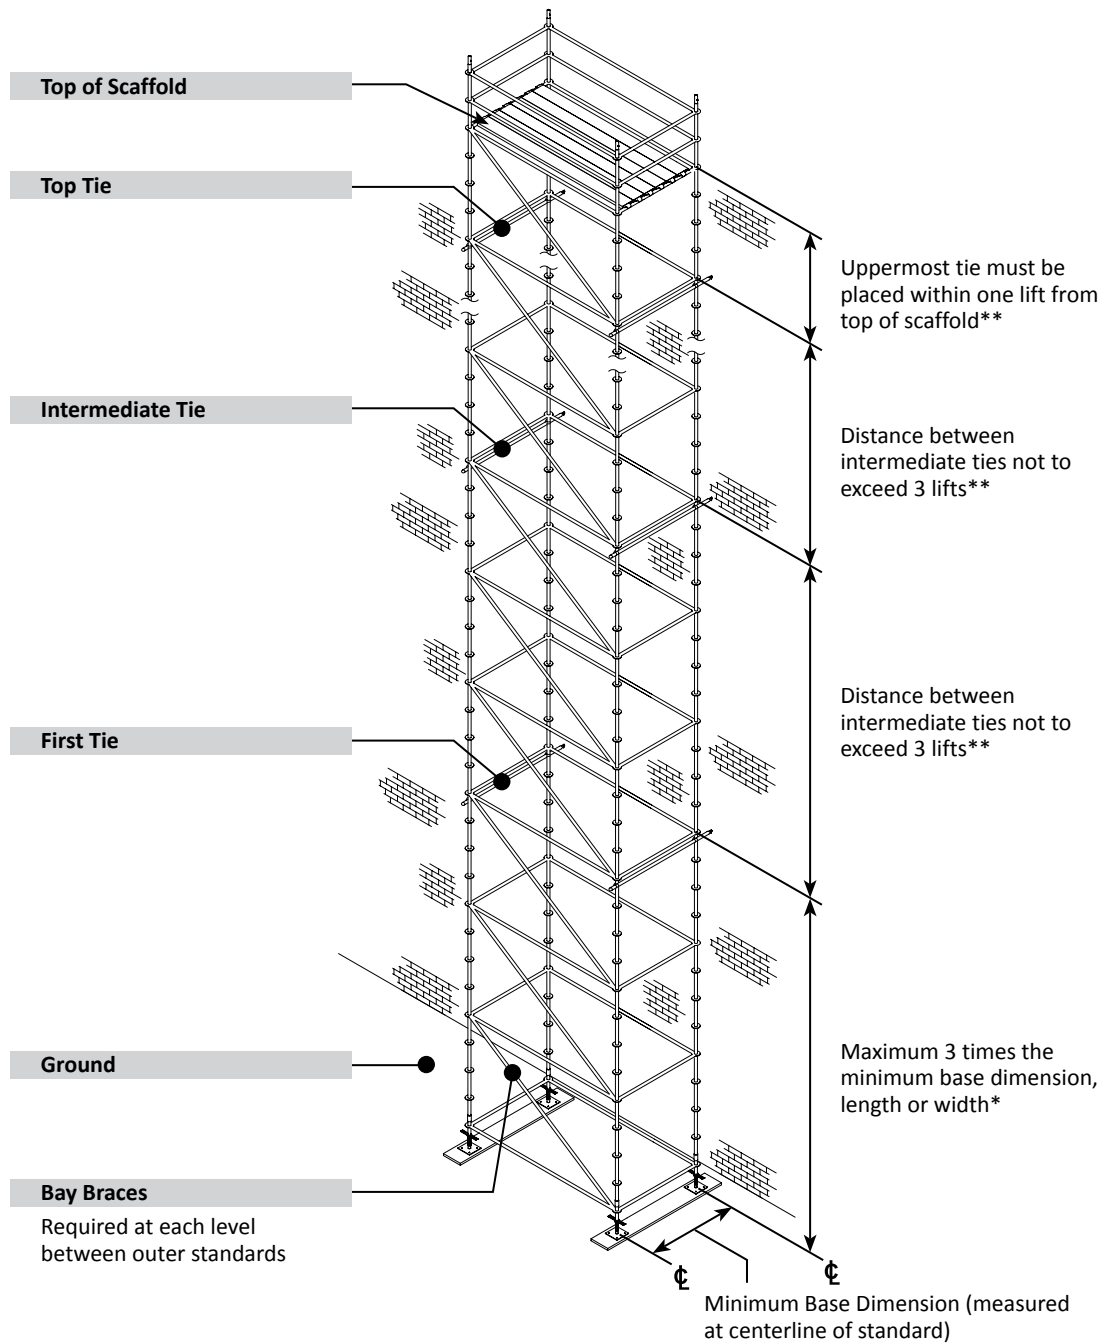 Top of Scaffold
Top Tie
Uppermost tie must be
placed within one lift from
top of scaffold**
Intermediate Tie
Distance between
intermediate ties not to
exceed 3 lifts**
Distance between
intermediate ties not to
exceed 3 lifts**
First Tie
Ground
Maximum 3 times the
minimum base dimension,
length or width*
Bay Braces
Required at each level
between outer standards
℄
℄
Minimum Base Dimension (measured
at centerline of standard)